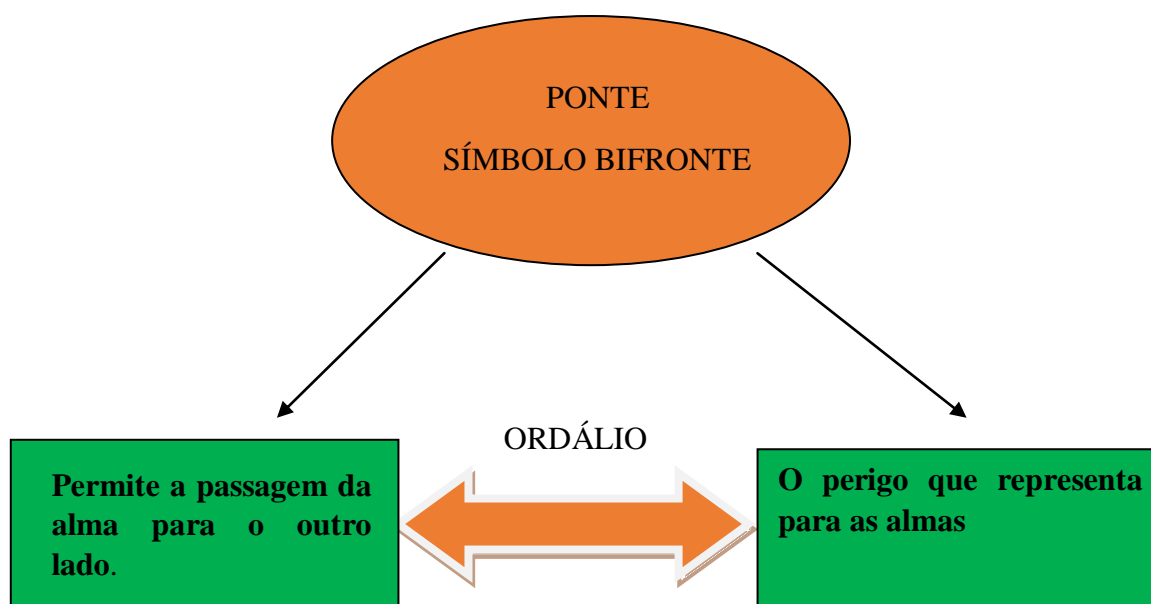 PONTE
SÍMBOLO BIFRONTE
ORDÁLIO
Permite a passagem da
alma para o outro
lado.
O perigo que representa
para as almas